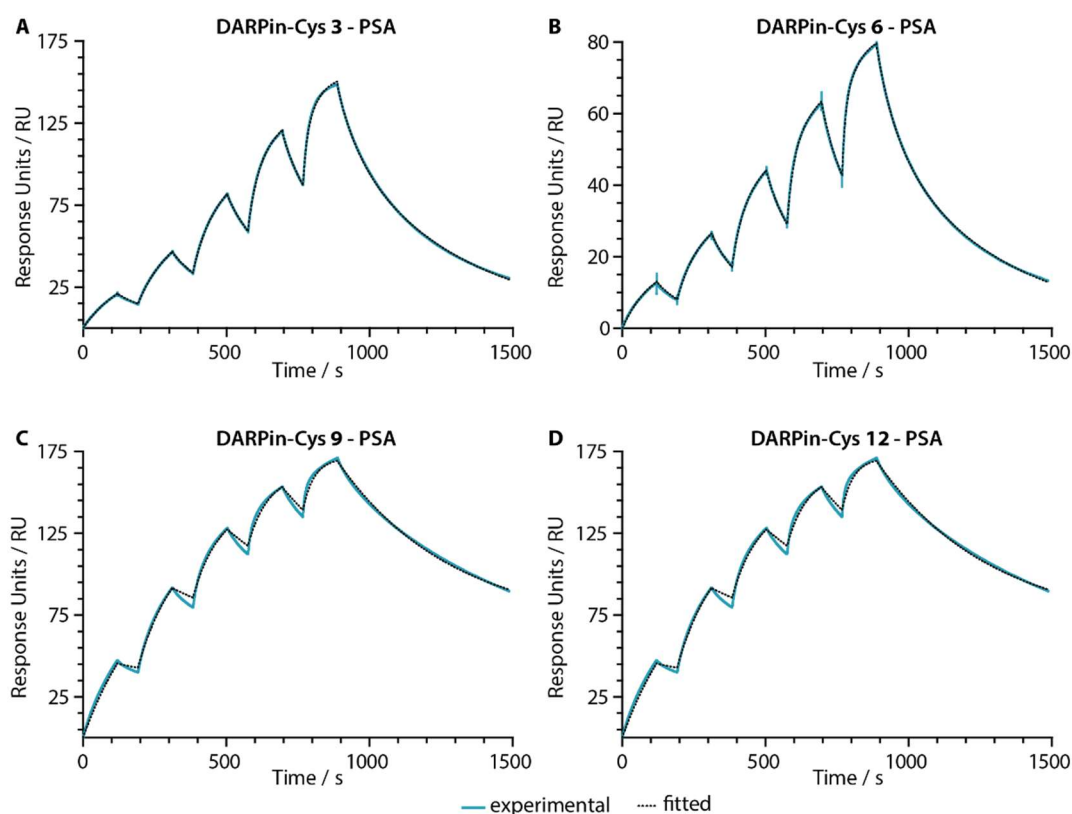 A
DARPin-Cys 3 - PSA
175
125
75
25
Response Units / RU
0 500 1000 1500
Time / s
B
DARPin-Cys 6 - PSA
80
60
40
20
0
Response Units / RU
0 500 1000 1500
Time / s
C
DARPin-Cys 9 - PSA
175
125
75
25
Response Units / RU
0 500 1000 1500
Time / s
D
DARPin-Cys 12 - PSA
175
125
75
25
Response Units / RU
0 500 1000 1500
Time / s
experimental fitted